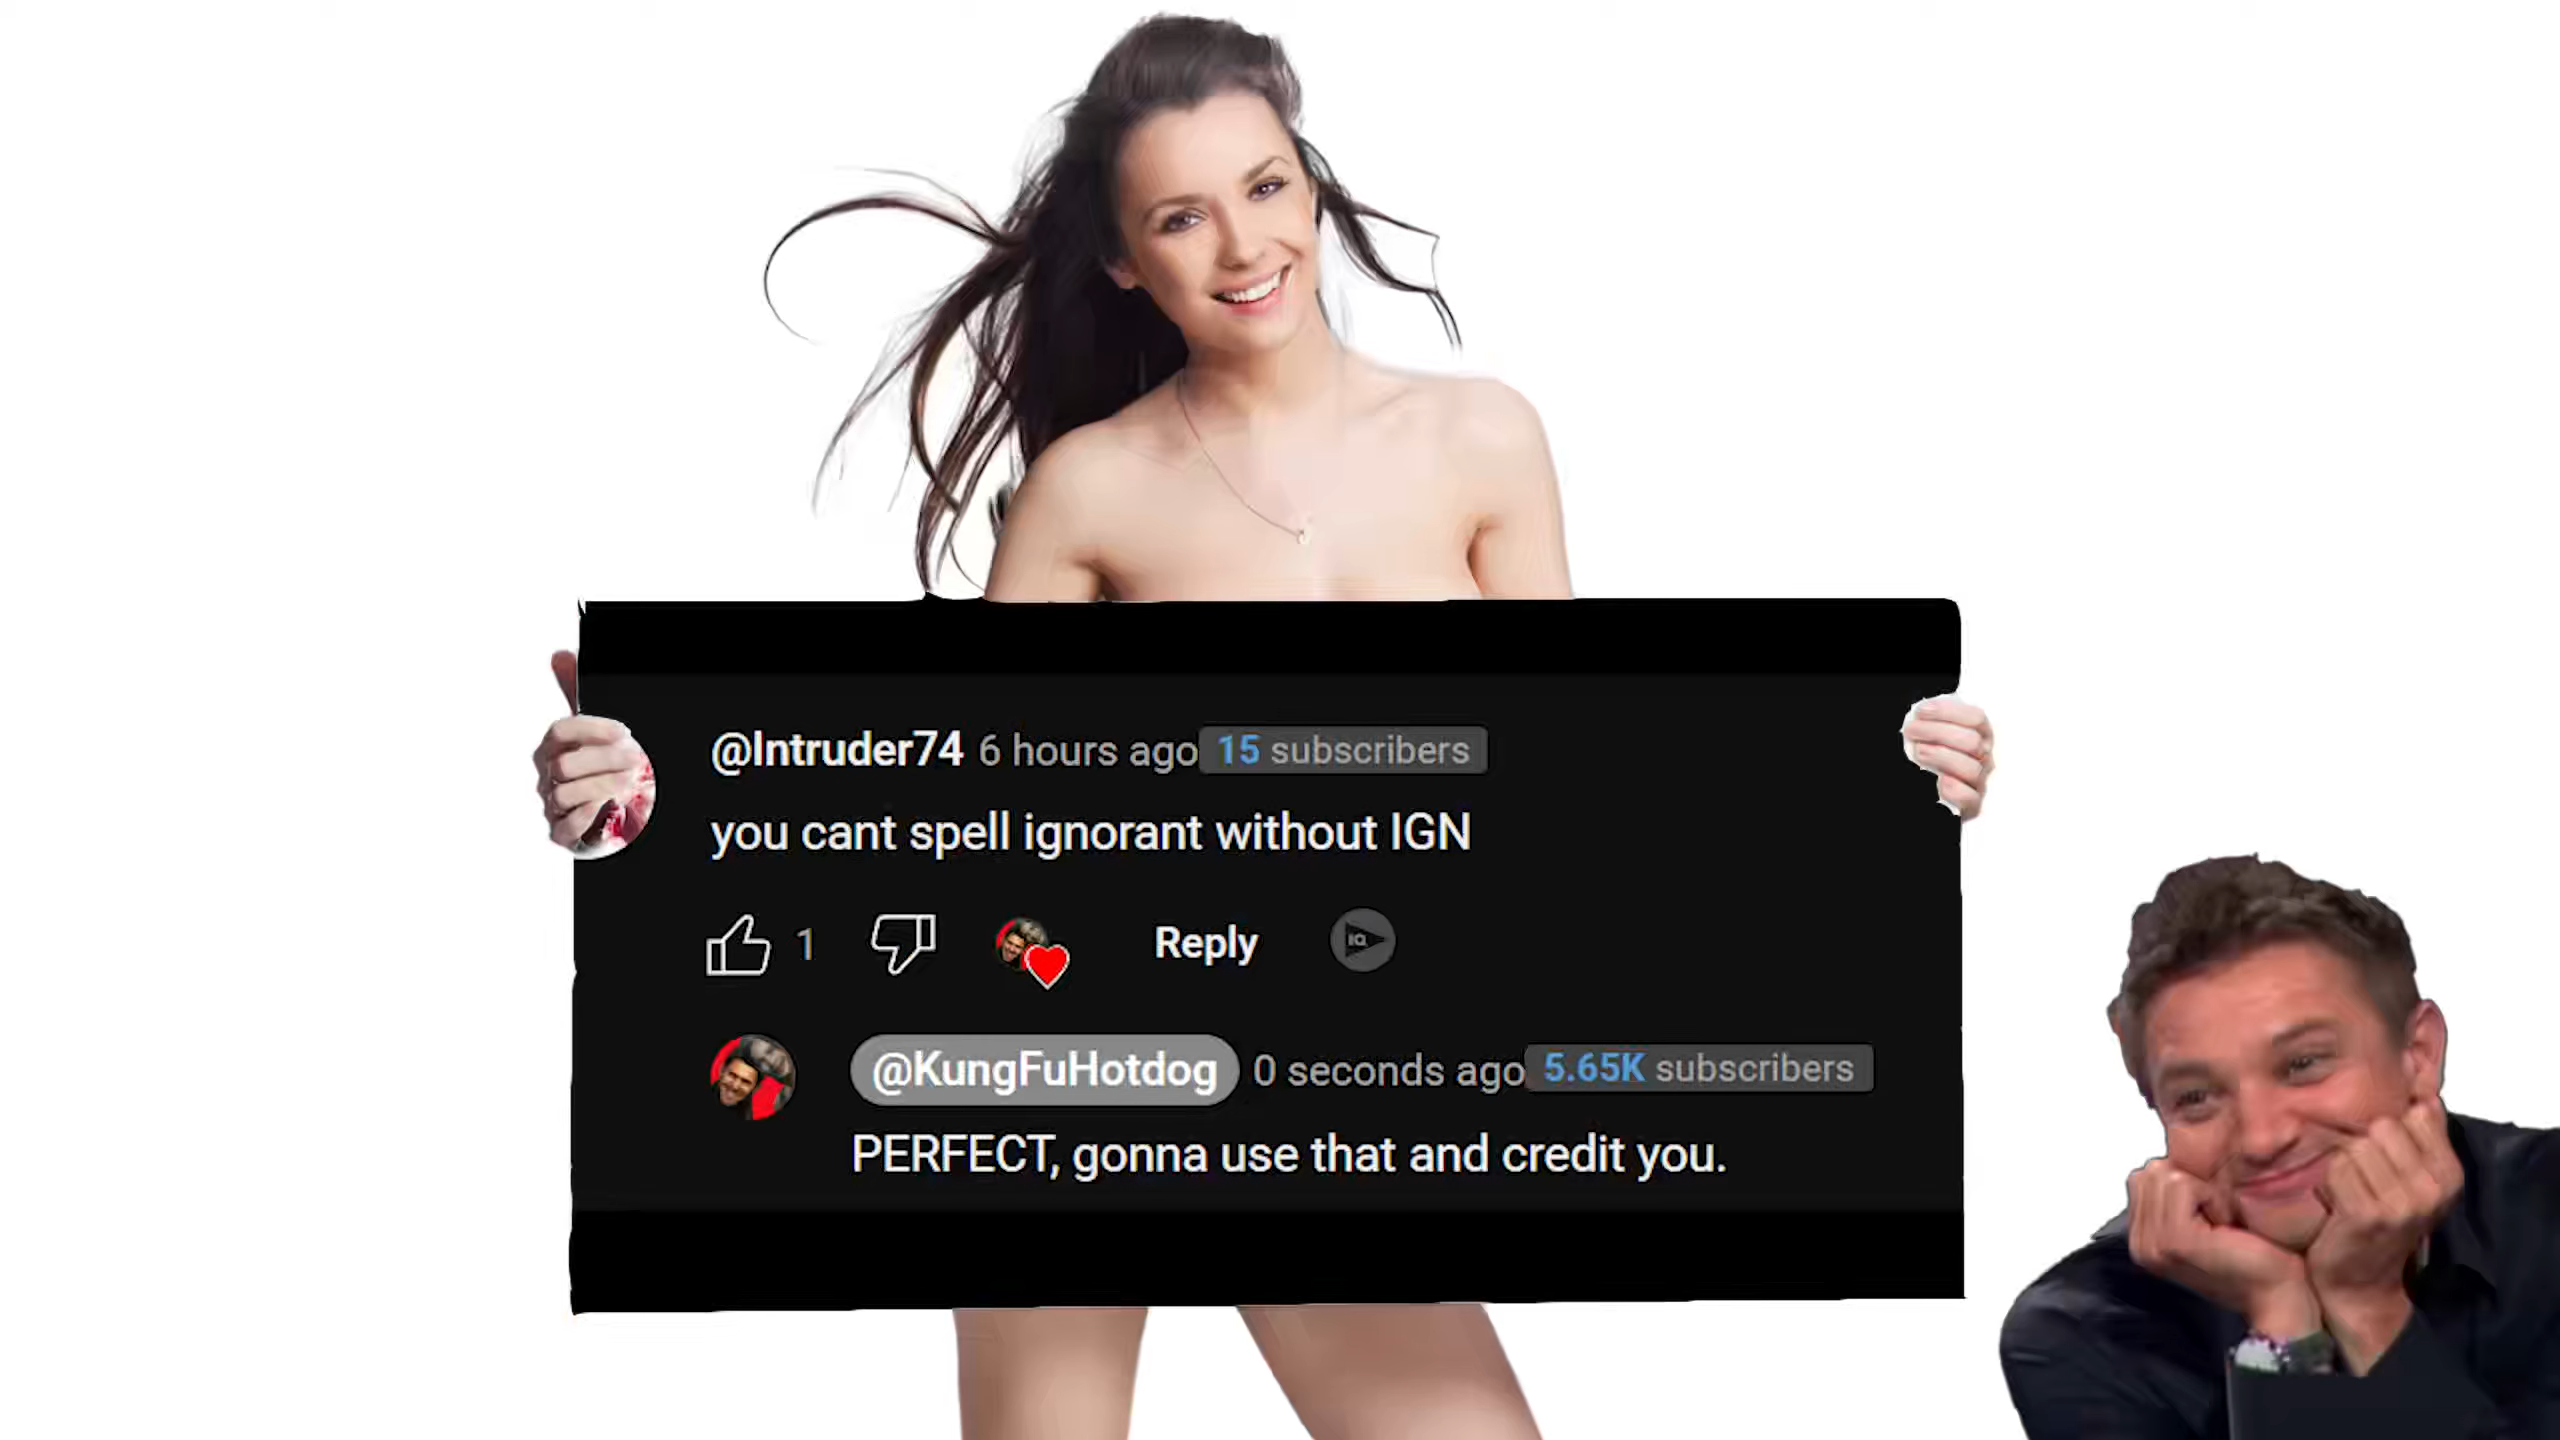 @Intruder74 6 hours ago 15 subscribers
you cant spell ignorant without IGN
1 Reply IQ
@KungFuHotdog 0 seconds ago 5.65K subscribers
PERFECT, gonna use that and credit you.